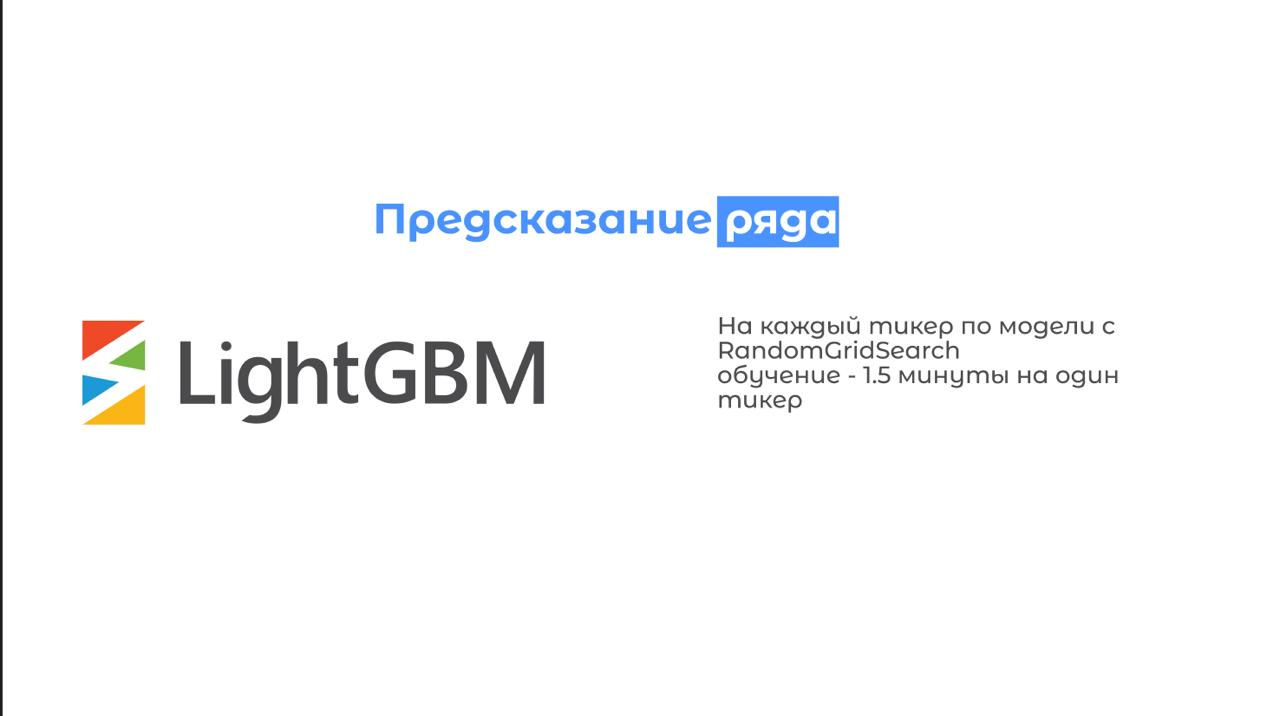 Предсказание ряда
LightGBM
На каждый тикер по модели с
RandomGridSearch
обучение - 1.5 минуты на один
тикер